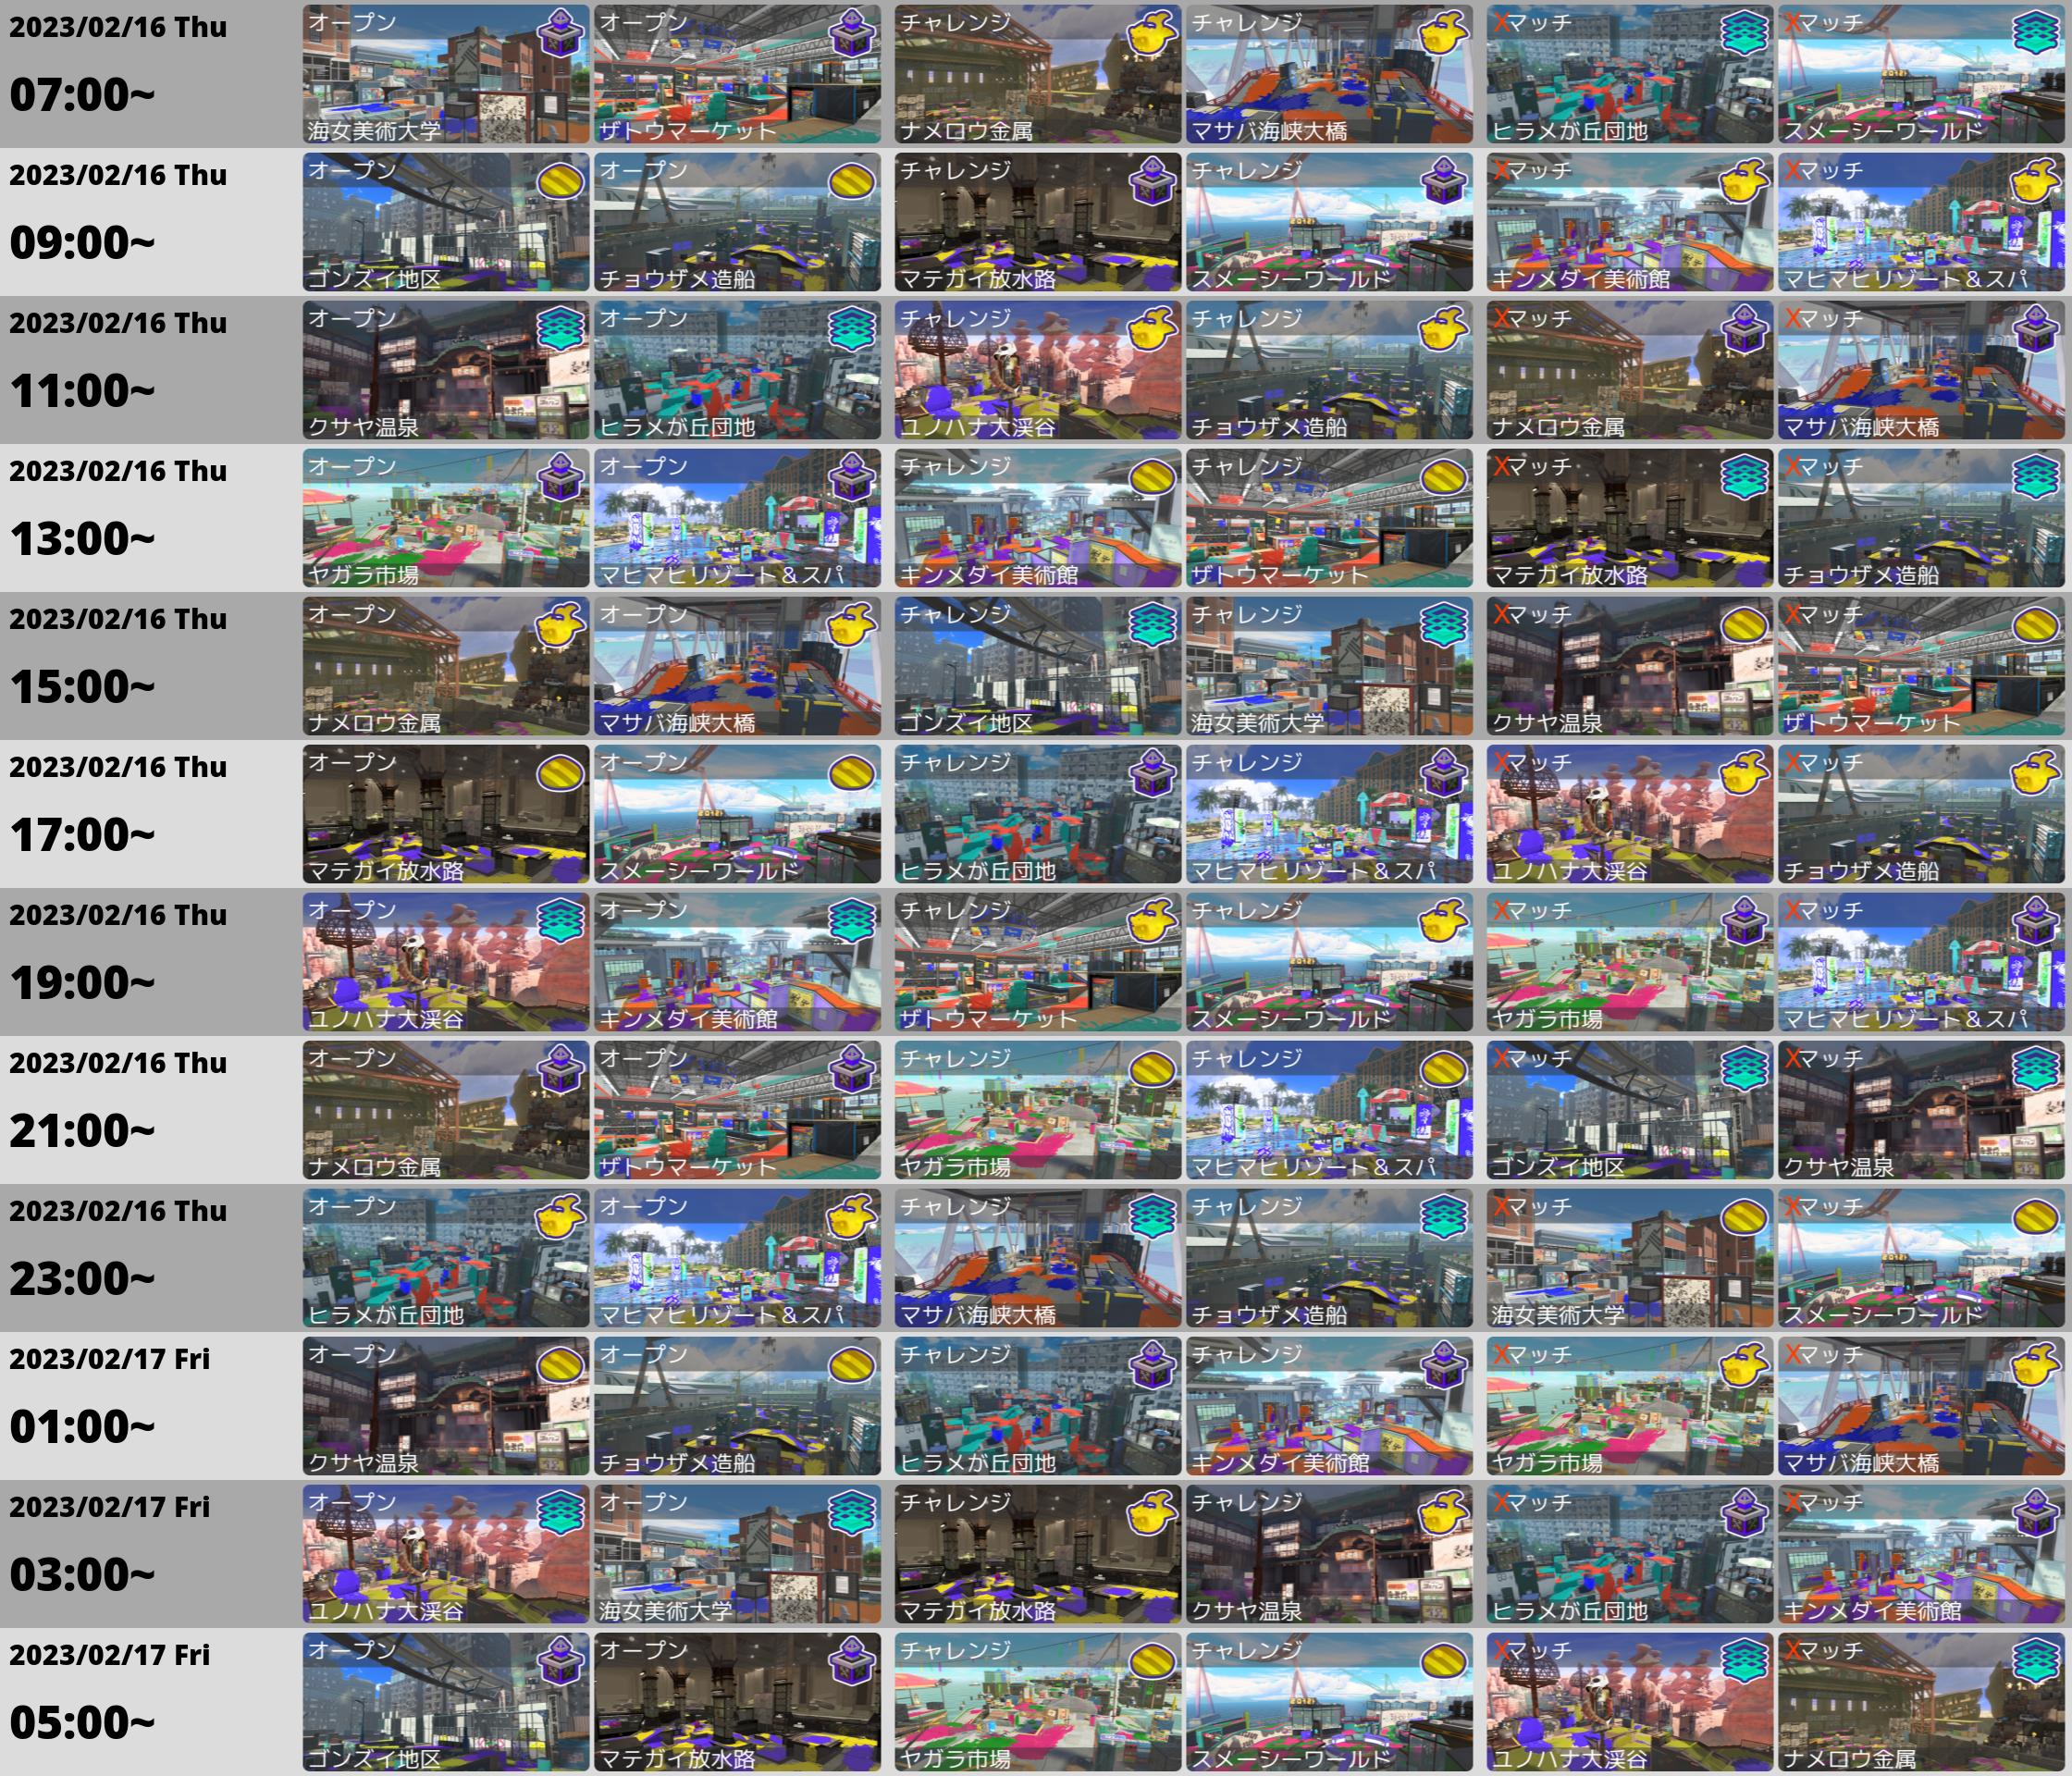 2023/02/16 Thu
07:00~
オープン オープン チャレンジ チャレンジ Xマッチ Xマッチ
海女美術大学 ザトウマーケット ナメロウ金属 マサバ海峡大橋 ヒラメが丘団地 スメーシーワールド
2023/02/16 Thu
09:00~
オープン オープン チャレンジ チャレンジ Xマッチ Xマッチ
ゴンズイ地区 チョウザメ造船 マテガイ放水路 スメーシーワールド キンメダイ美術館 マヒマヒリゾート＆スパ
2023/02/16 Thu
11:00~
オープン オープン チャレンジ チャレンジ Xマッチ Xマッチ
クサヤ温泉 ヒラメが丘団地 ユノハナ大渓谷 チョウザメ造船 ナメロウ金属 マサバ海峡大橋
2023/02/16 Thu
13:00~
オープン オープン チャレンジ チャレンジ Xマッチ Xマッチ
ヤガラ市場 マヒマヒリゾート＆スパ キンメダイ美術館 ザトウマーケット マテガイ放水路 チョウザメ造船
2023/02/16 Thu
15:00~
オープン オープン チャレンジ チャレンジ Xマッチ Xマッチ
ナメロウ金属 マサバ海峡大橋 ゴンズイ地区 海女美術大学 クサヤ温泉 ザトウマーケット
2023/02/16 Thu
17:00~
オープン オープン チャレンジ チャレンジ Xマッチ Xマッチ
マテガイ放水路 スメーシーワールド ヒラメが丘団地 マヒマヒリゾート＆スパ ユノハナ大渓谷 チョウザメ造船
2023/02/16 Thu
19:00~
オープン オープン チャレンジ チャレンジ Xマッチ Xマッチ
ユノハナ大渓谷 キンメダイ美術館 ザトウマーケット スメーシーワールド ヤガラ市場 マヒマヒリゾート＆スパ
2023/02/16 Thu
21:00~
オープン オープン チャレンジ チャレンジ Xマッチ Xマッチ
ナメロウ金属 ザトウマーケット ヤガラ市場 マヒマヒリゾート＆スパ ゴンズイ地区 クサヤ温泉
2023/02/16 Thu
23:00~
オープン オープン チャレンジ チャレンジ Xマッチ Xマッチ
ヒラメが丘団地 マヒマヒリゾート＆スパ マサバ海峡大橋 チョウザメ造船 海女美術大学 スメーシーワールド
2023/02/17 Fri
01:00~
オープン オープン チャレンジ チャレンジ Xマッチ Xマッチ
クサヤ温泉 チョウザメ造船 ヒラメが丘団地 キンメダイ美術館 ヤガラ市場 マサバ海峡大橋
2023/02/17 Fri
03:00~
オープン オープン チャレンジ チャレンジ Xマッチ Xマッチ
ユノハナ大渓谷 海女美術大学 マテガイ放水路 クサヤ温泉 ヒラメが丘団地 キンメダイ美術館
2023/02/17 Fri
05:00~
オープン オープン チャレンジ チャレンジ Xマッチ Xマッチ
ゴンズイ地区 マテガイ放水路 ヤガラ市場 スメーシーワールド ユノハナ大渓谷 ナメロウ金属